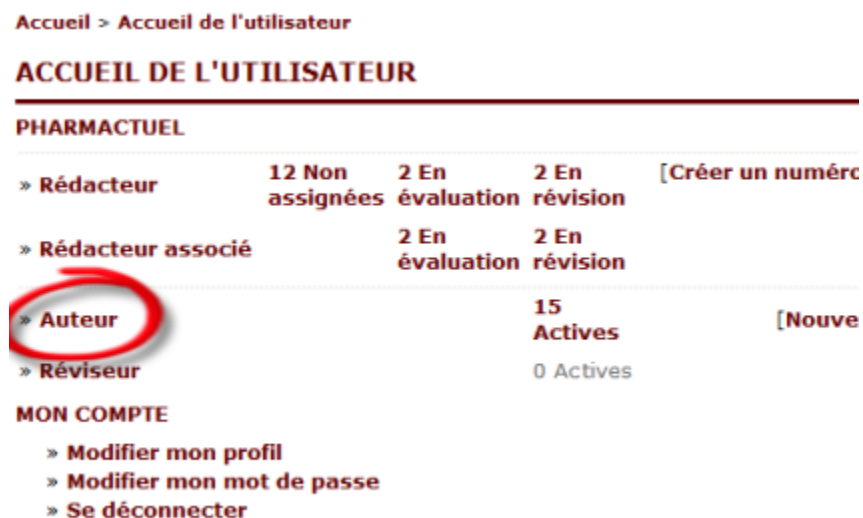 Accueil > Accueil de l'utilisateur
ACCUEIL DE L'UTILISATEUR
PHARMACTUEL
» Rédacteur 12 Non assignées 2 En évaluation 2 En révision [Créer un numéro
» Rédacteur associé 2 En évaluation 2 En révision
» Auteur 15 Actives [Nouve
» Réviseur 0 Actives
MON COMPTE
» Modifier mon profil
» Modifier mon mot de passe
» Se déconnecter